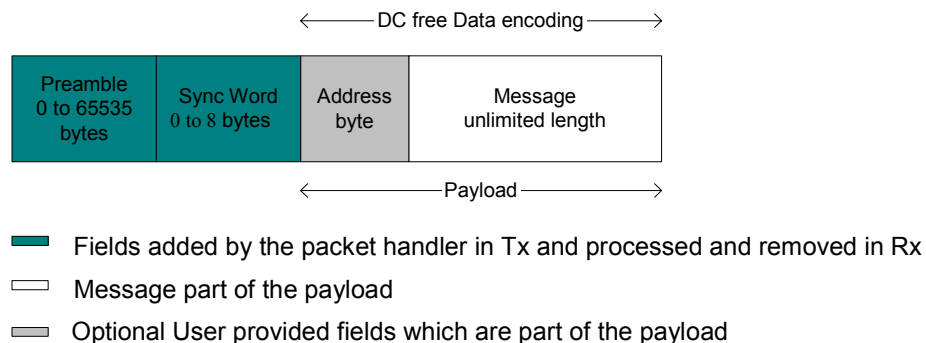 DC free Data encoding
Preamble
0 to 65535
bytes
Sync Word
0 to 8 bytes
Address
byte
Message
unlimited length
Payload
Fields added by the packet handler in Tx and processed and removed in Rx
Message part of the payload
Optional User provided fields which are part of the payload